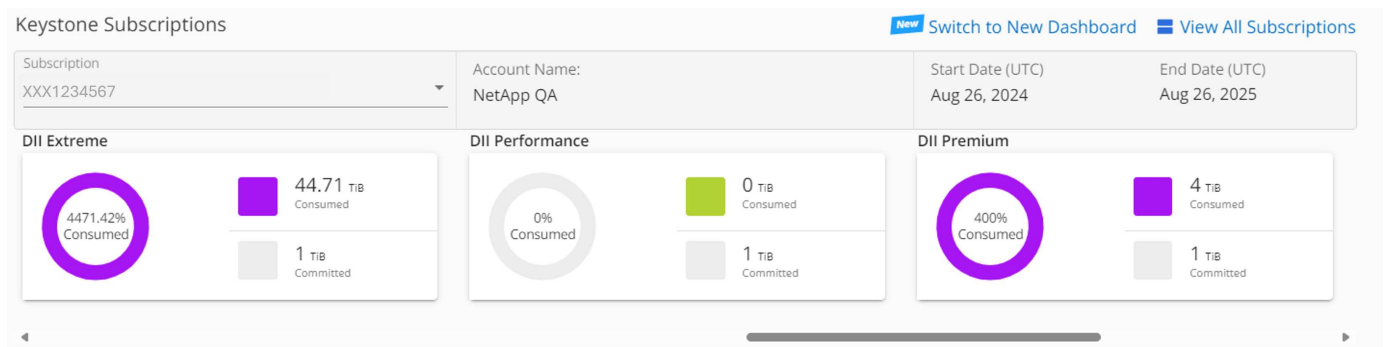 Keystone Subscriptions
New Switch to New Dashboard
View All Subscriptions
Subscription
XXX1234567
Account Name:
NetApp QA
Start Date (UTC)
Aug 26, 2024
End Date (UTC)
Aug 26, 2025
DII Extreme
4471.42%
Consumed
44.71 TiB
Consumed
1 TiB
Committed
DII Performance
0%
Consumed
0 TiB
Consumed
1 TiB
Committed
DII Premium
400%
Consumed
4 TiB
Consumed
1 TiB
Committed